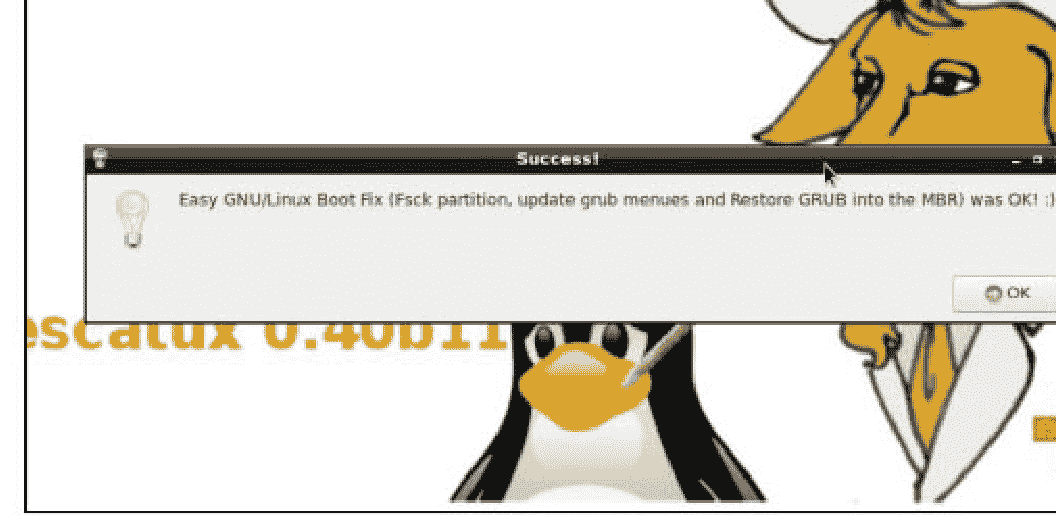 Success!
Easy GNU/Linux Boot Fix (Fsck partition, update grub menues and Restore GRUB into the MBR) was OK! :)
OK
escatux 0.40b11